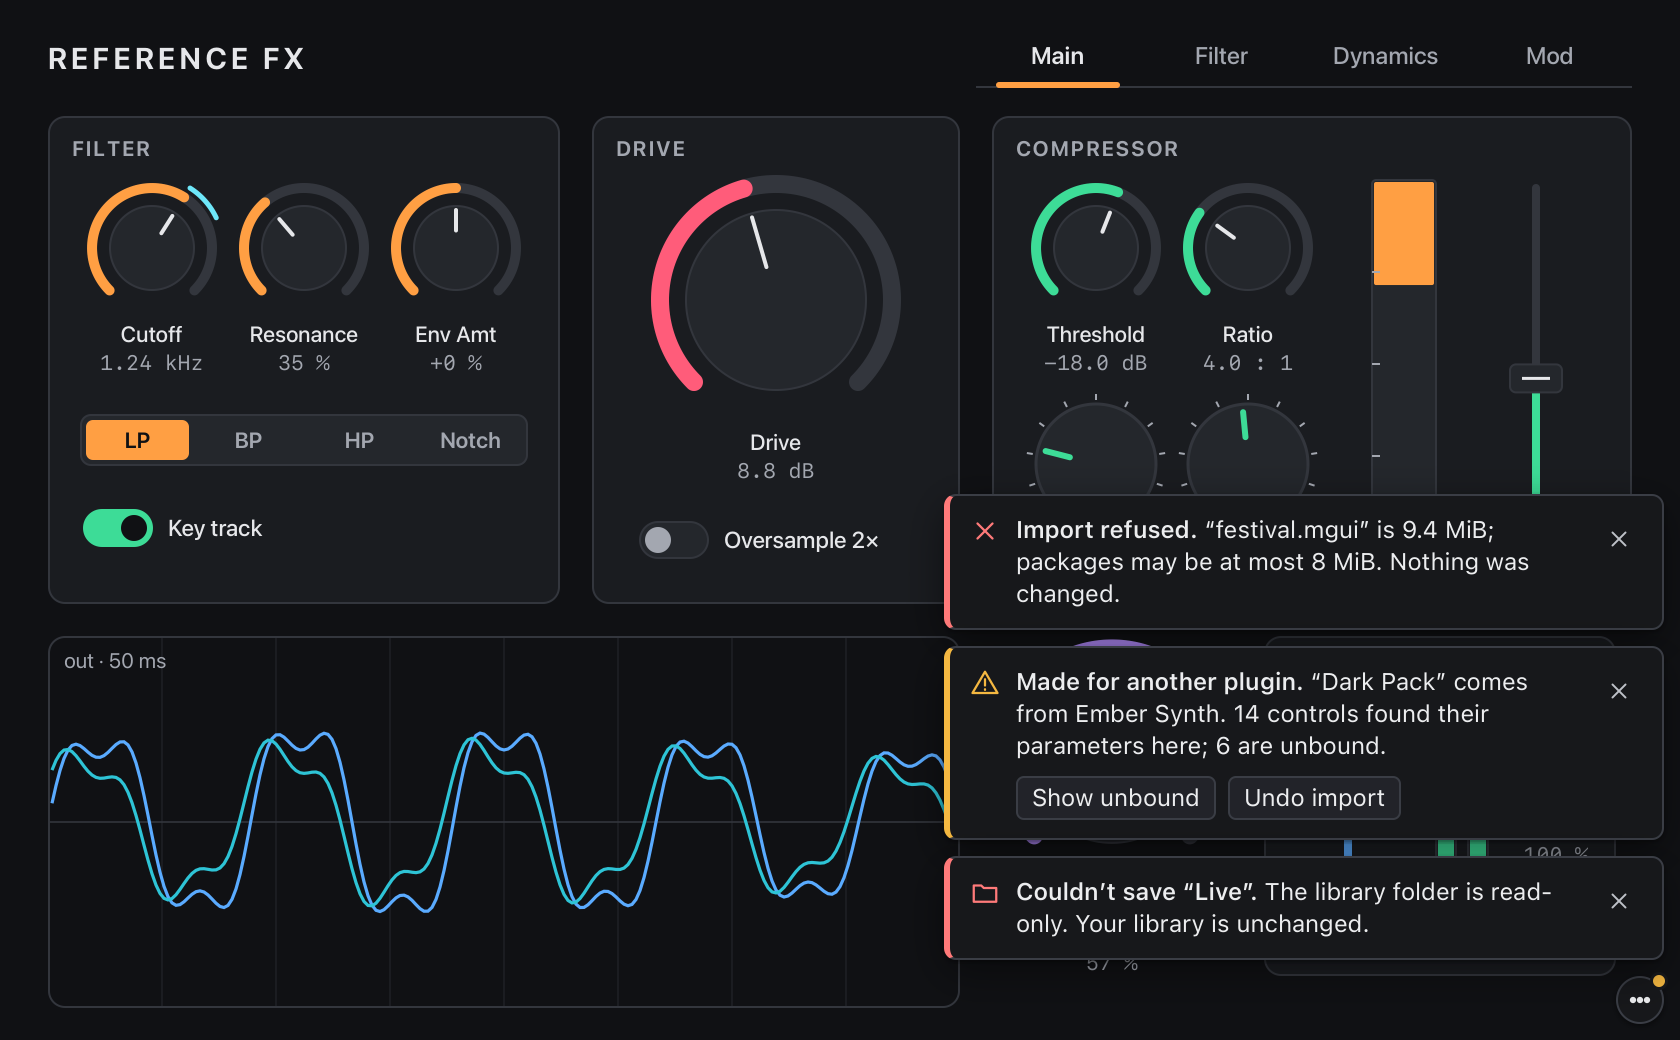 REFERENCE FX
Main Filter Dynamics Mod
FILTER
Cutoff Resonance Env Amt
1.24 kHz 35 % +0 %
LP BP HP Notch
Key track
DRIVE
Drive
8.8 dB
Oversample 2×
COMPRESSOR
Threshold Ratio
−18.0 dB 4.0 : 1
out · 50 ms
Import refused. “festival.mgui” is 9.4 MiB;
packages may be at most 8 MiB. Nothing was
changed.
Made for another plugin. “Dark Pack” comes
from Ember Synth. 14 controls found their
parameters here; 6 are unbound.
Show unbound Undo import
100 %
Couldn’t save “Live”. The library folder is read-
only. Your library is unchanged.
57 %